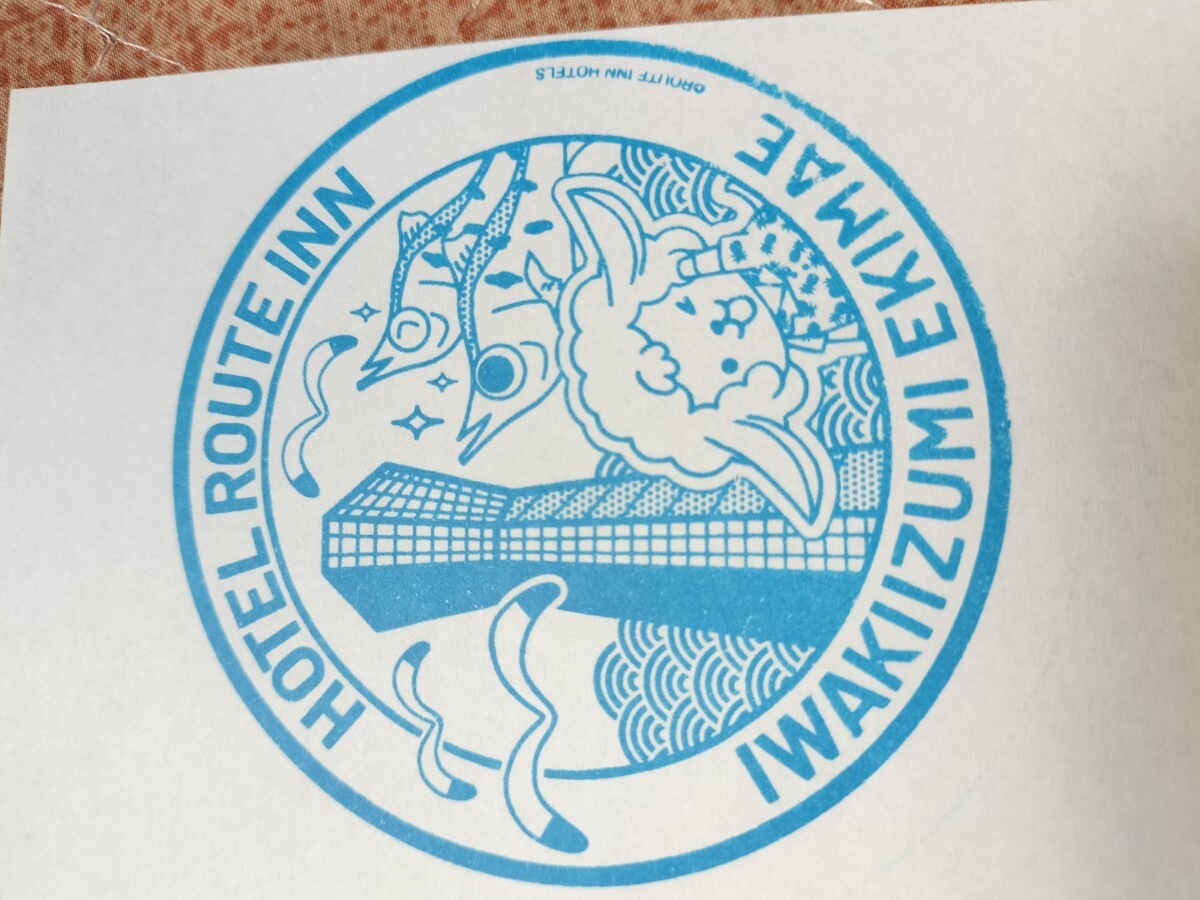 HOTEL ROUTE INN
IWAKIIZUMI EKIMAE
©ROUTE INN HOTELS